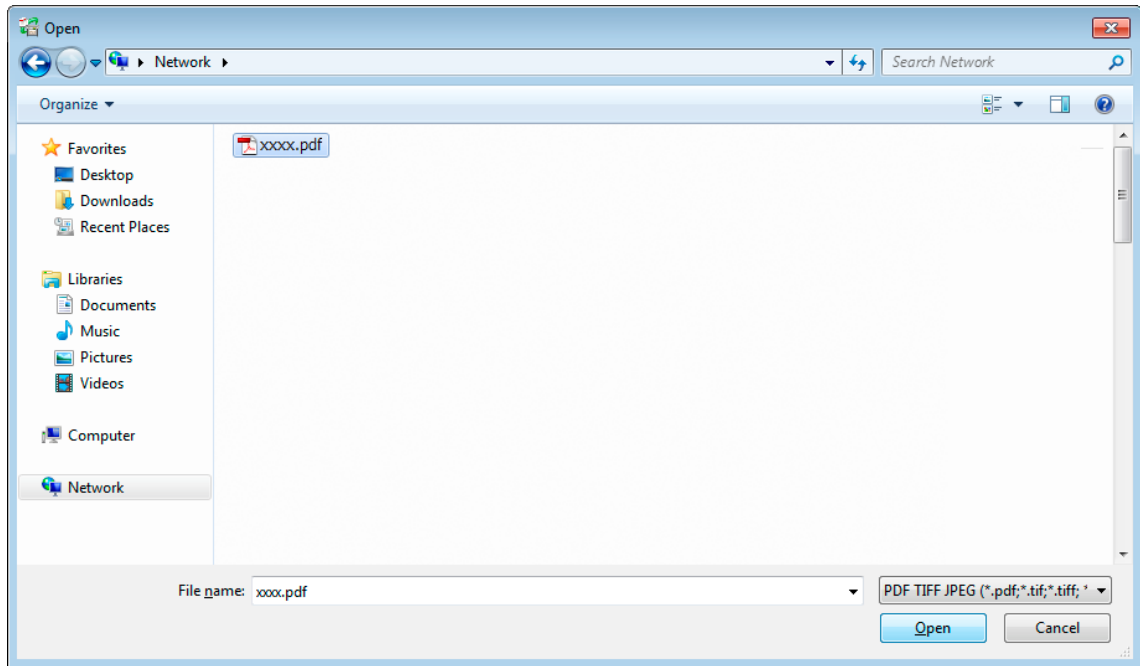 Open
Network
Search Network
Organize
Favorites
xxxx.pdf
Desktop
Downloads
Recent Places
Libraries
Documents
Music
Pictures
Videos
Computer
Network
File name: xxxx.pdf
PDF TIFF JPEG (*.pdf;*.tif;*.tiff; *
Open
Cancel